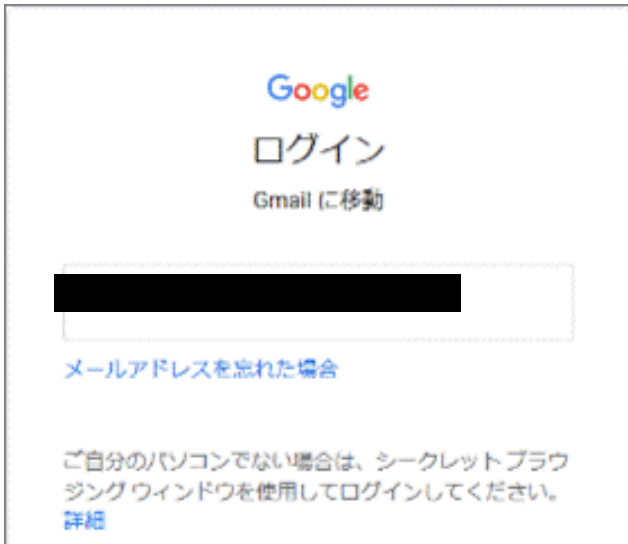 Google
ログイン
Gmail に移動
メールアドレスを忘れた場合
ご自分のパソコンでない場合は、シークレット ブラウ
ジング ウィンドウを使用してログインしてください。
詳細